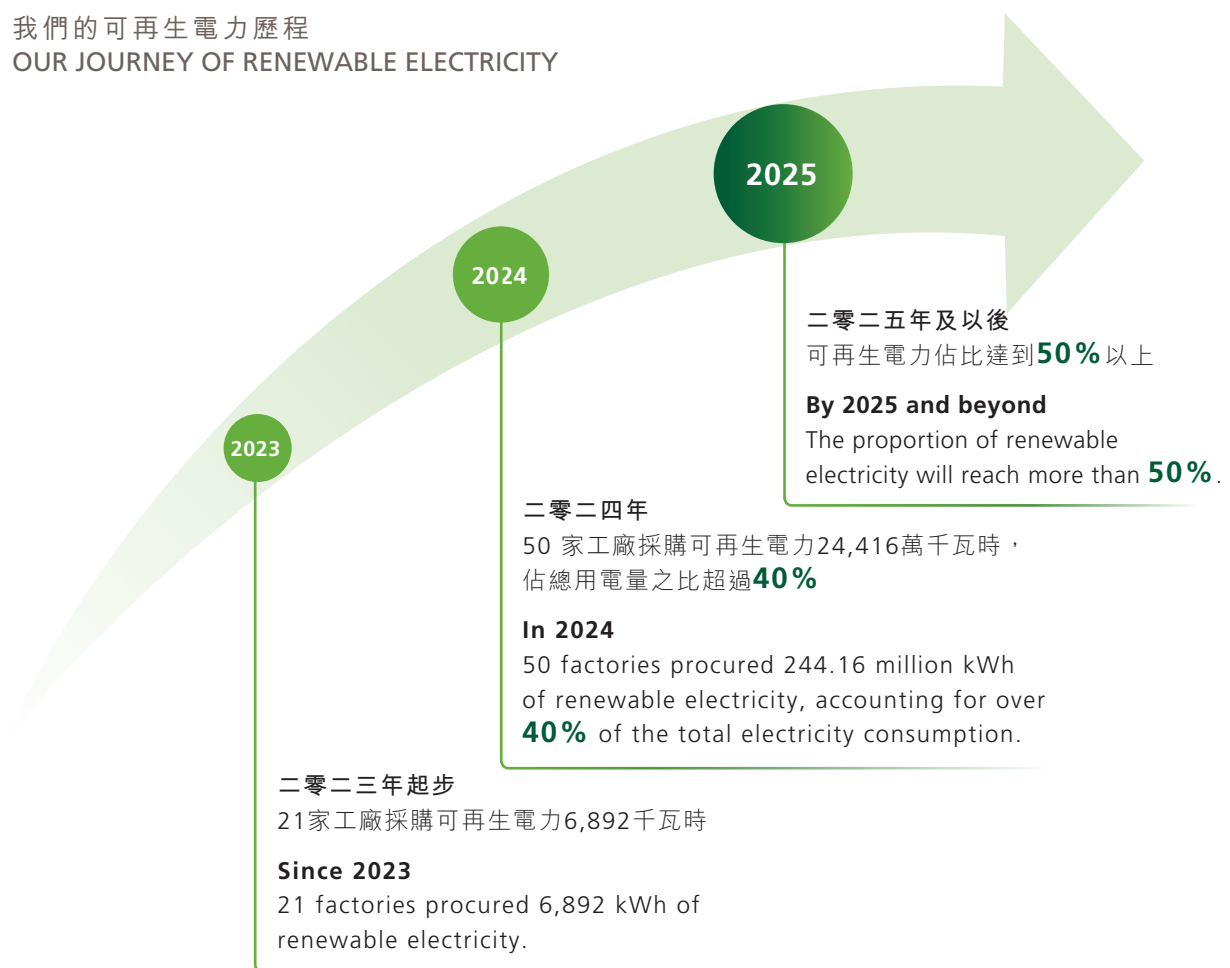 我們的可再生電力歷程
OUR JOURNEY OF RENEWABLE ELECTRICITY
2025
2024
2023
二零二五年及以後
可再生電力佔比達到50%以上
By 2025 and beyond
The proportion of renewable
electricity will reach more than 50%.
二零二四年
50 家工廠採購可再生電力24,416萬千瓦時，
佔總用電量之比超過40%
In 2024
50 factories procured 244.16 million kWh
of renewable electricity, accounting for over
40% of the total electricity consumption.
二零二三年起步
21家工廠採購可再生電力6,892千瓦時
Since 2023
21 factories procured 6,892 kWh of
renewable electricity.